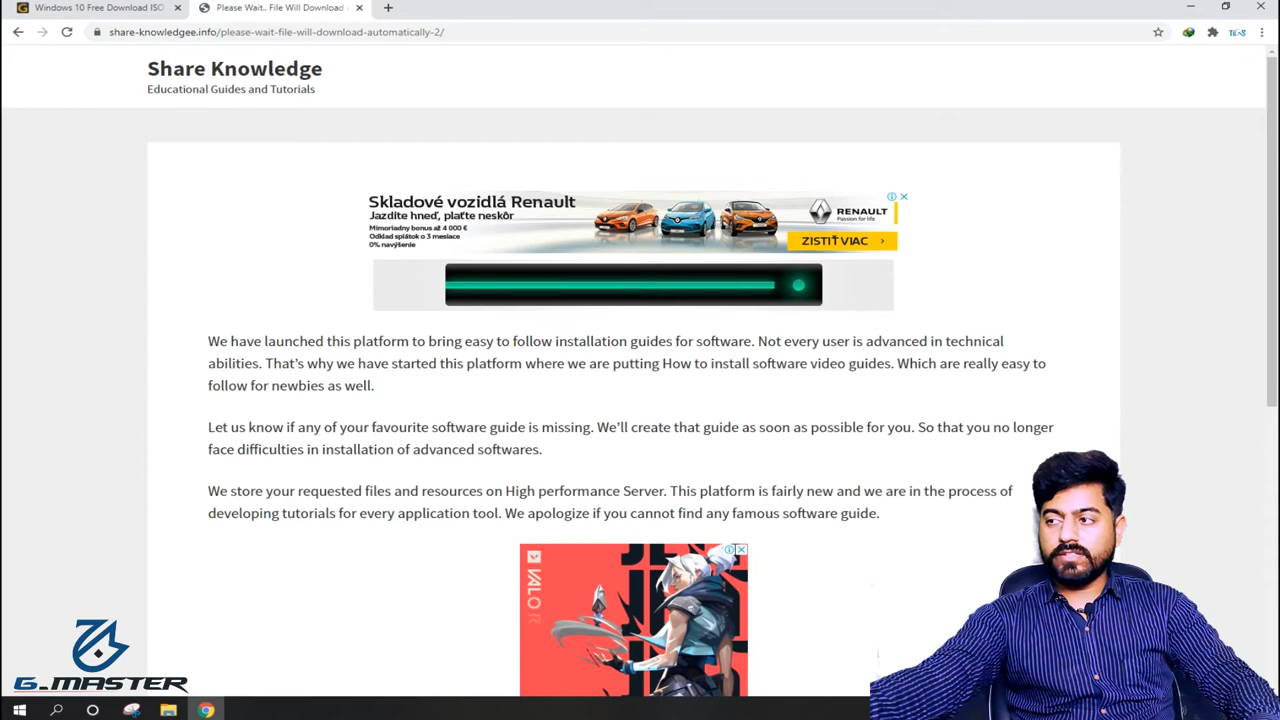 Windows 10 Free Download ISO
Please Wait.. File Will Download
share-knowledgee.info/please-wait-file-will-download-automatically-2/
Share Knowledge
Educational Guides and Tutorials
Skladové vozidlá Renault
Jazdite hneď, plaťte neskôr
Mimoriadny bonus až 4 000 €
Odklad splátok o 3 mesiace
0% navýšenie
RENAULT
Passion for life
ZISTIŤ VIAC
We have launched this platform to bring easy to follow installation guides for software. Not every user is advanced in technical
abilities. That's why we have started this platform where we are putting How to install software video guides. Which are really easy to
follow for newbies as well.
Let us know if any of your favourite software guide is missing. We'll create that guide as soon as possible for you. So that you no longer
face difficulties in installation of advanced softwares.
We store your requested files and resources on High performance Server. This platform is fairly new and we are in the process of
developing tutorials for every application tool. We apologize if you cannot find any famous software guide.
VALOR
G.MASTER